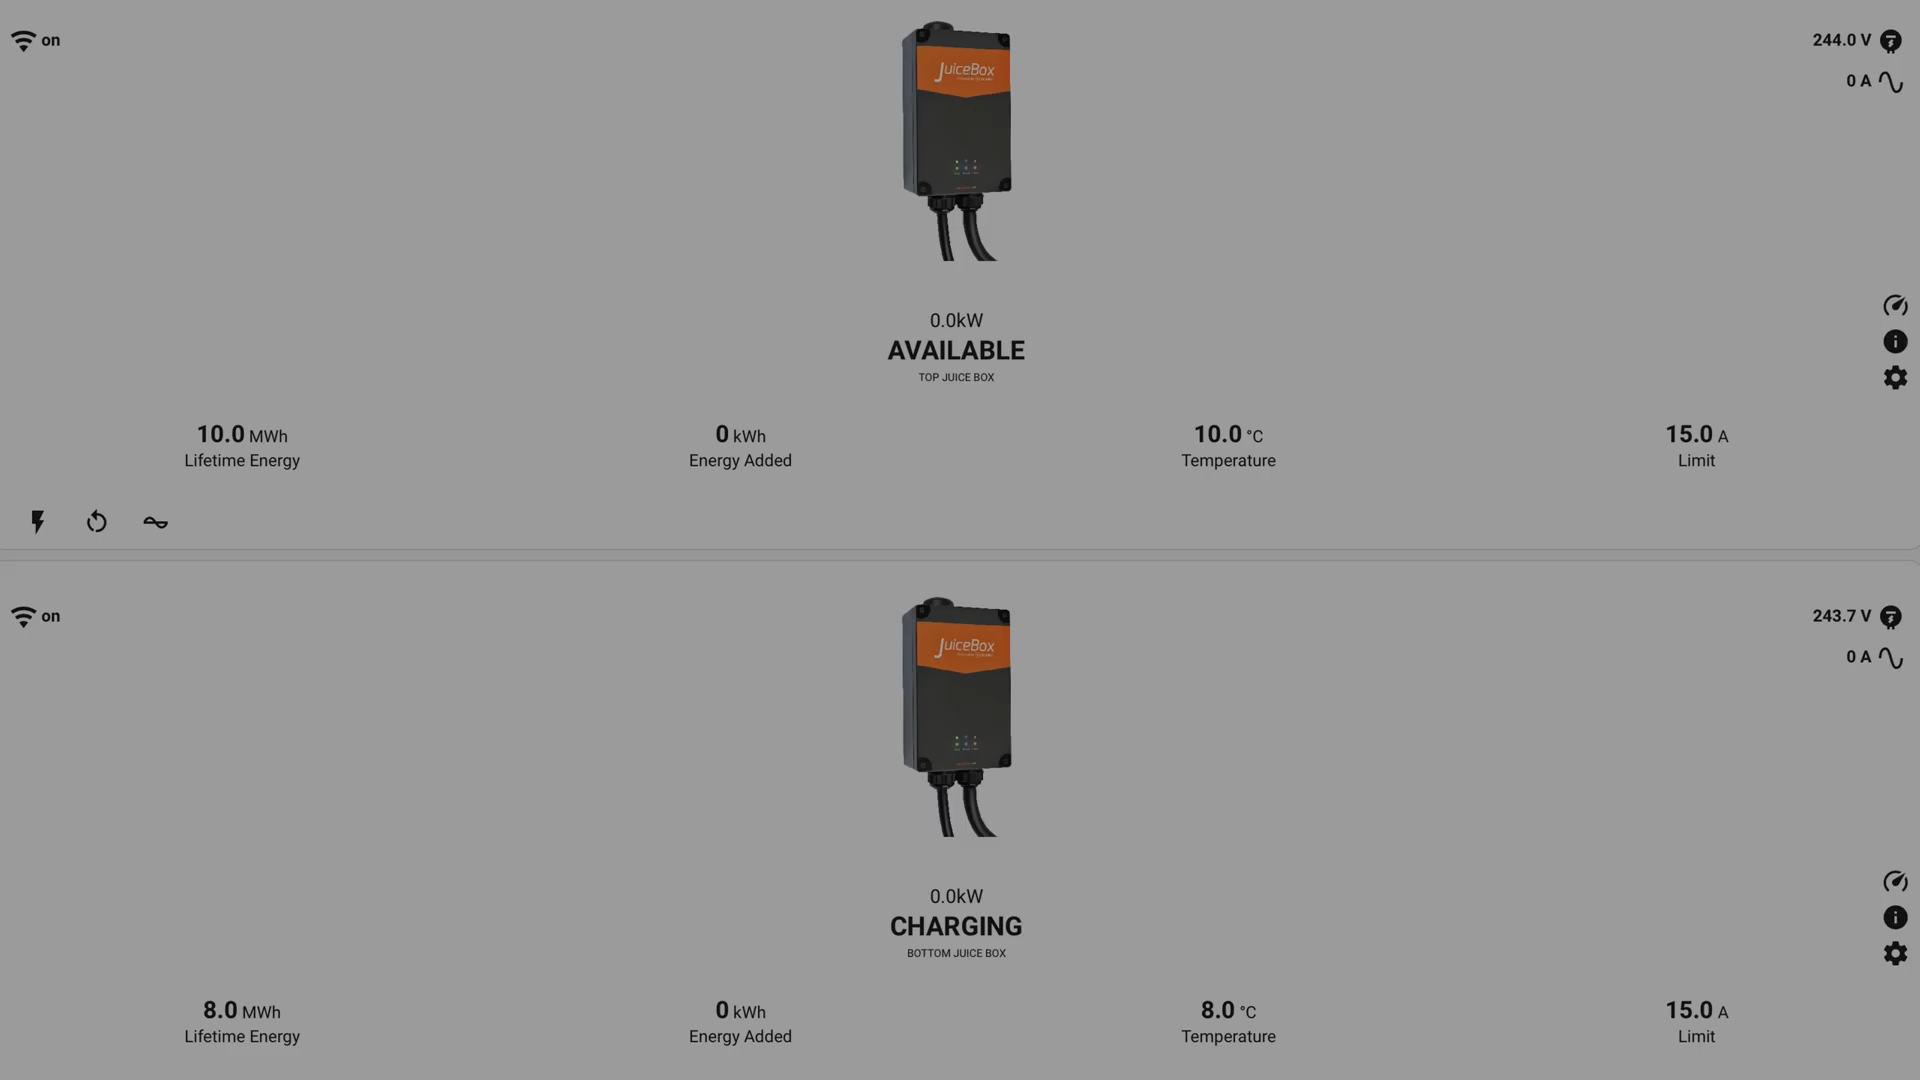 on
JuiceBox
244.0 V
0 A
0.0kW
AVAILABLE
TOP JUICE BOX
10.0 MWh
Lifetime Energy
0 kWh
Energy Added
10.0 °C
Temperature
15.0 A
Limit
on
JuiceBox
243.7 V
0 A
0.0kW
CHARGING
BOTTOM JUICE BOX
8.0 MWh
Lifetime Energy
0 kWh
Energy Added
8.0 °C
Temperature
15.0 A
Limit